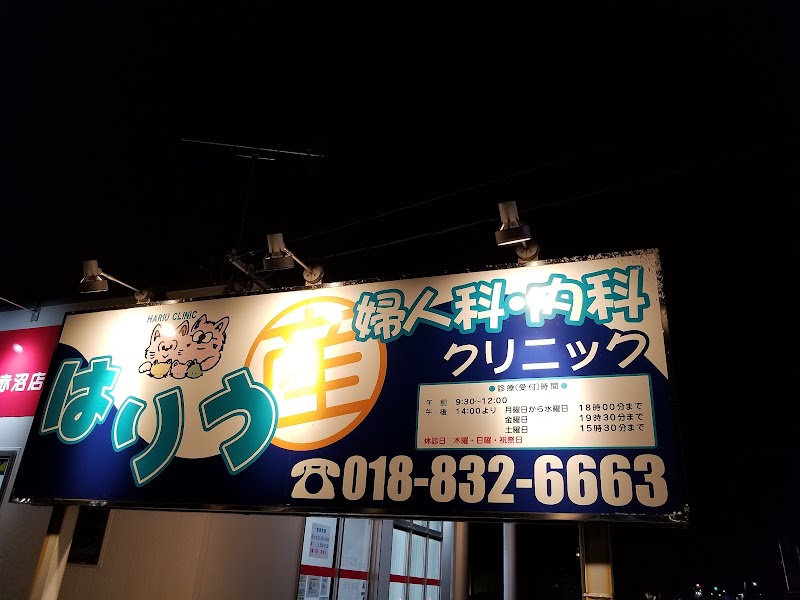 HARIU CLINIC
はりう
産
婦人科・内科
クリニック
●診療(受付)時間●
午前 9:30-12:00
午後 14:00より 月曜日から水曜日 18時00分まで
金曜日 19時30分まで
土曜日 15時30分まで
休診日 木曜・日曜・祝祭日
☎018-832-6663
赤沼店